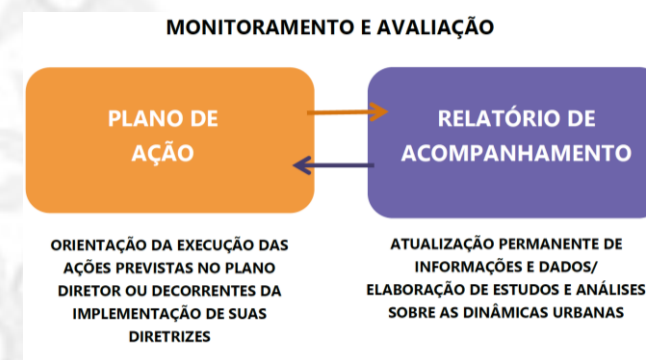 MONITORAMENTO E AVALIAÇÃO
PLANO DE
AÇÃO
RELATÓRIO DE
ACOMPANHAMENTO
ORIENTAÇÃO DA EXECUÇÃO DAS
AÇÕES PREVISTAS NO PLANO
DIRETOR OU DECORRENTES DA
IMPLEMENTAÇÃO DE SUAS
DIRETRIZES
ATUALIZAÇÃO PERMANENTE DE
INFORMAÇÕES E DADOS/
ELABORAÇÃO DE ESTUDOS E ANÁLISES
SOBRE AS DINÂMICAS URBANAS